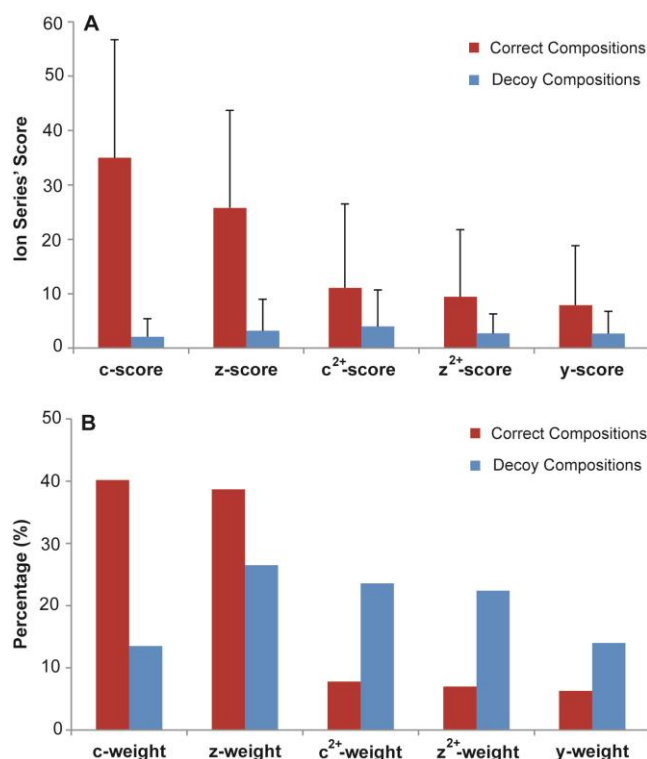 A
Correct Compositions
Decoy Compositions
Ion Series' Score
60
50
40
30
20
10
0
c-score z-score c²⁺-score z²⁺-score y-score
B
Correct Compositions
Decoy Compositions
Percentage (%)
50
40
30
20
10
0
c-weight z-weight c²⁺-weight z²⁺-weight y-weight